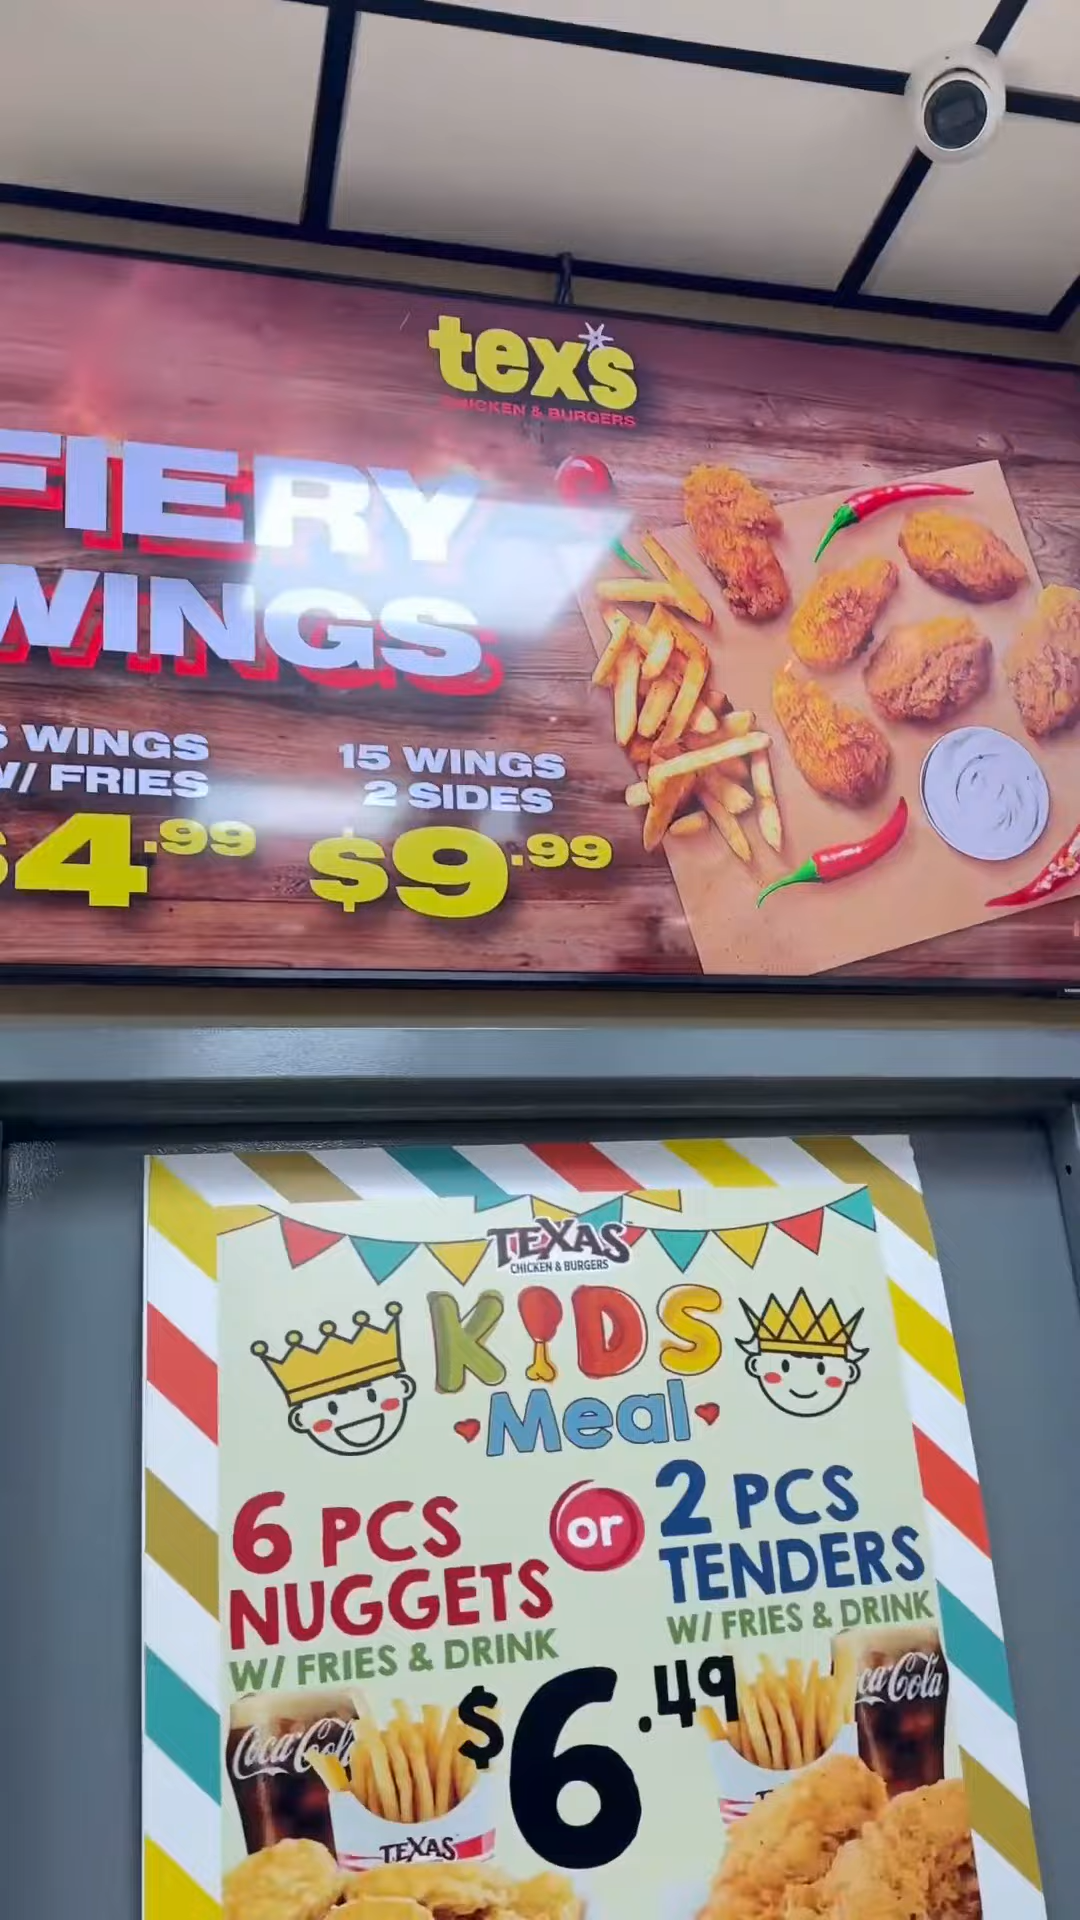 tex's
CHICKEN & BURGERS
FIERY
WINGS
WINGS
W/ FRIES
$4.99
15 WINGS
2 SIDES
$9.99
TEXAS
CHICKEN & BURGERS
KIDS
Meal
6 PCS
NUGGETS
W/ FRIES & DRINK
or
2 PCS
TENDERS
W/ FRIES & DRINK
$6.49
Coca-Cola
TEXAS
Coca-Cola